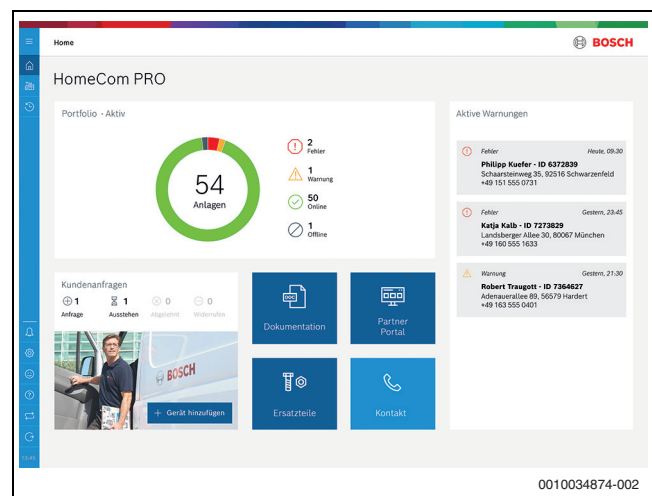 Home
BOSCH
HomeCom PRO
Portfolio - Aktiv
54
Anlagen
2
Fehler
1
Warnung
50
Online
1
Offline
Aktive Warnungen
Fehler
Heute, 09:30
Philipp Kuefer - ID 6372839
Schaarsteinweg 35, 92516 Schwarzenfeld
+49 151 555 0731
Fehler
Gestern, 23:45
Katja Kalb - ID 7273829
Landsberger Allee 30, 80067 München
+49 160 555 1633
Warnung
Gestern, 21:30
Robert Traugott - ID 7364627
Adenauerallee 89, 56579 Hardert
+49 163 555 0401
Kundenanfragen
1
Anfrage
1
Ausstehen
0
Abgelehnt
0
Widerrufen
BOSCH
+ Gerät hinzufügen
DOC
Dokumentation
Partner
Portal
Ersatzteile
Kontakt
0010034874-002